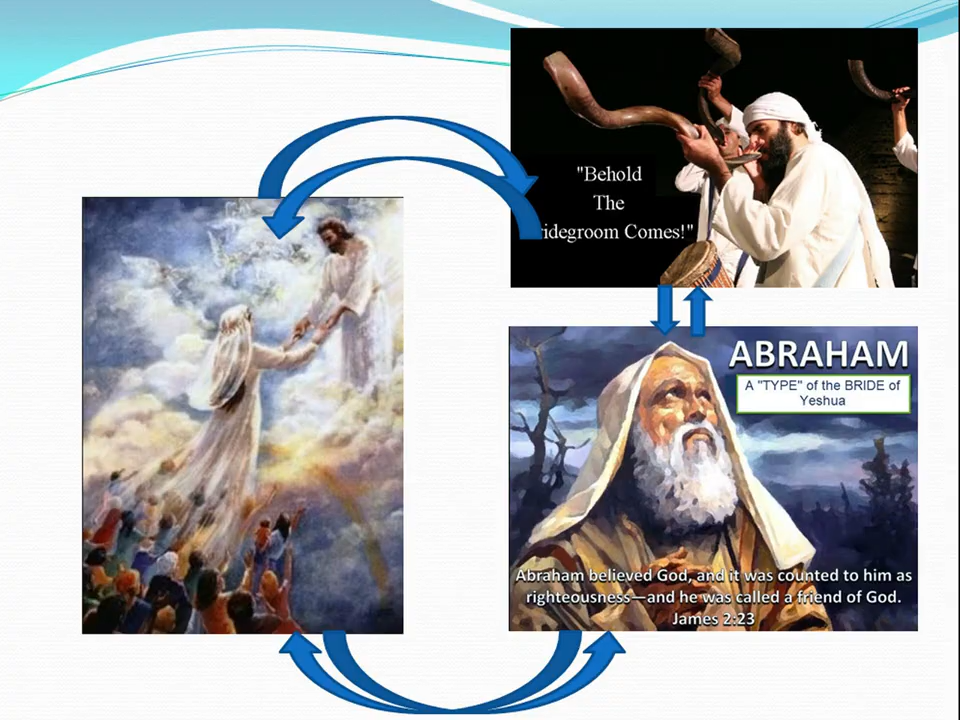 "Behold
The
ridegroom Comes!"
ABRAHAM
A "TYPE" of the BRIDE of
Yeshua
Abraham believed God, and it was counted to him as
righteousness—and he was called a friend of God.
James 2:23